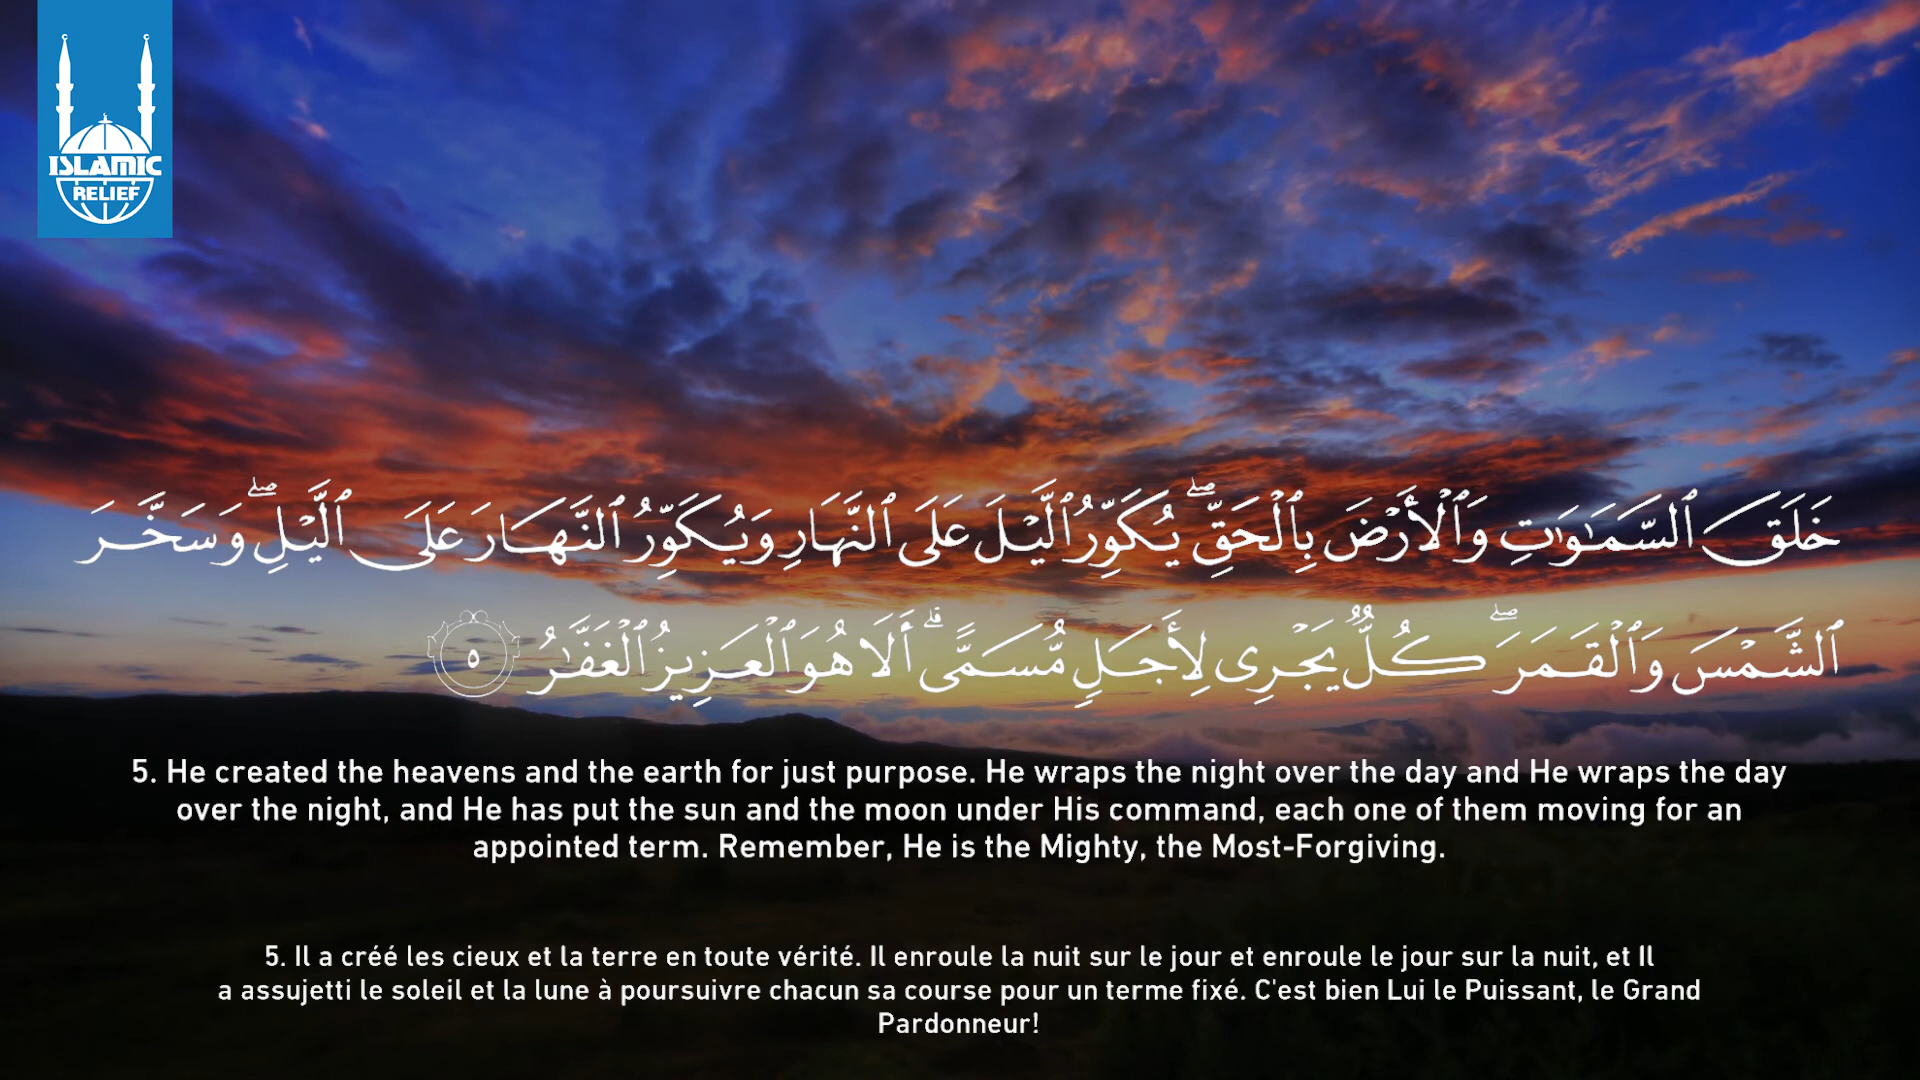 ISLAMIC
RELIEF
خَلَقَ ٱلسَّمَـٰوَٰتِ وَٱلْأَرْضَ بِٱلْحَقِّ ۖ يُكَوِّرُ ٱلَّيْلَ عَلَى ٱلنَّهَارِ وَيُكَوِّرُ ٱلنَّهَارَ عَلَى ٱلَّيْلِ ۖ وَسَخَّرَ
ٱلشَّمْسَ وَٱلْقَمَرَ ۖ كُلٌّ يَجْرِى لِأَجَلٍ مُّسَمًّى ۗ أَلَا هُوَ ٱلْعَزِيزُ ٱلْغَفَّـٰرُ ٥
5. He created the heavens and the earth for just purpose. He wraps the night over the day and He wraps the day
over the night, and He has put the sun and the moon under His command, each one of them moving for an
appointed term. Remember, He is the Mighty, the Most-Forgiving.
5. Il a créé les cieux et la terre en toute vérité. Il enroule la nuit sur le jour et enroule le jour sur la nuit, et Il
a assujetti le soleil et la lune à poursuivre chacun sa course pour un terme fixé. C'est bien Lui le Puissant, le Grand
Pardonneur!